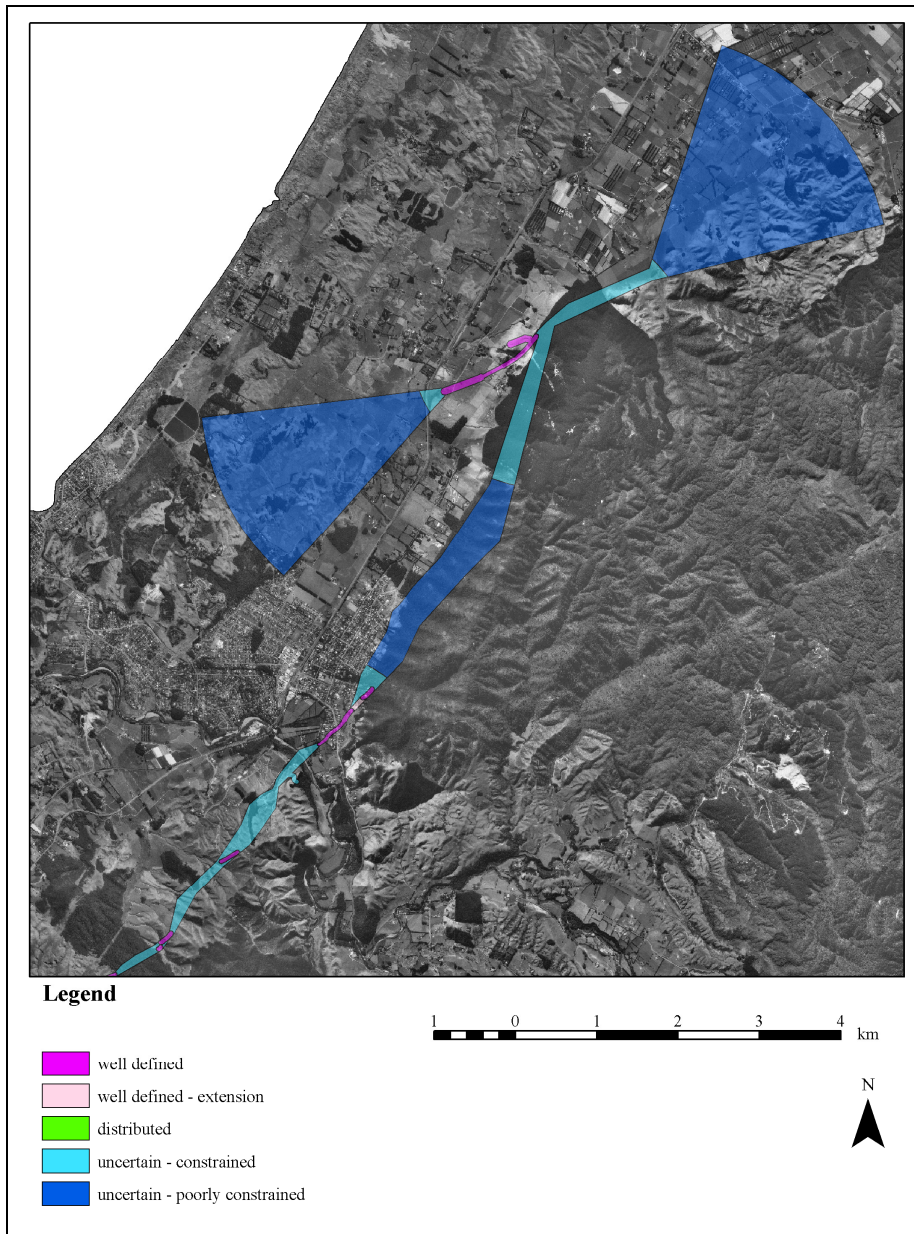 Legend
1 0 1 2 3 4
km
well defined
well defined - extension
distributed
uncertain - constrained
uncertain - poorly constrained
N